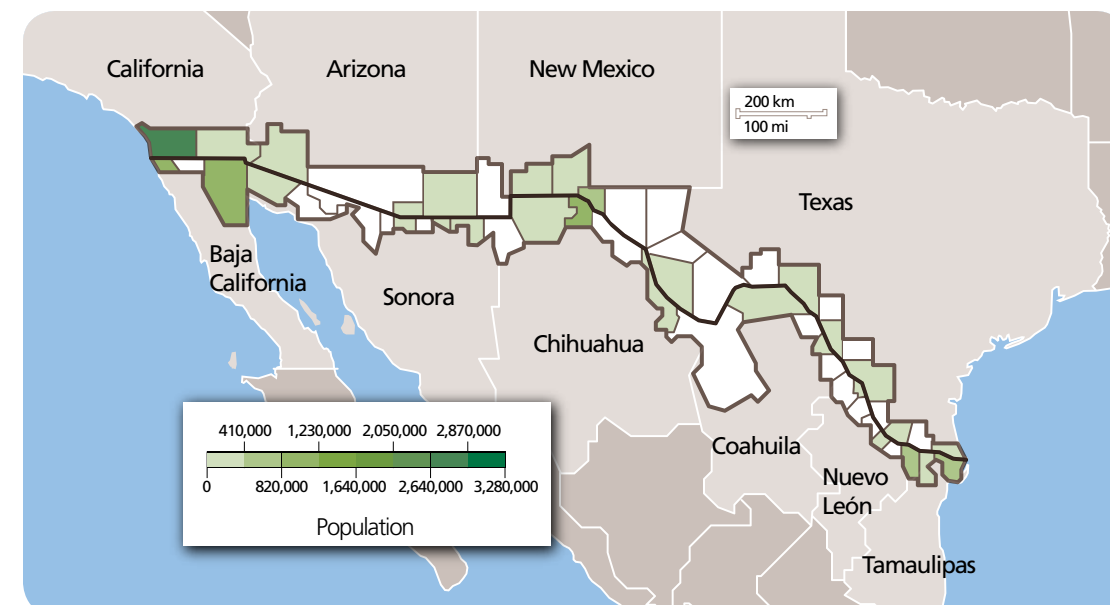 California
Arizona
New Mexico
200 km
100 mi
Texas
Baja
California
Sonora
Chihuahua
410,000 1,230,000 2,050,000 2,870,000
0 820,000 1,640,000 2,640,000 3,280,000
Population
Coahuila
Nuevo
León
Tamaulipas